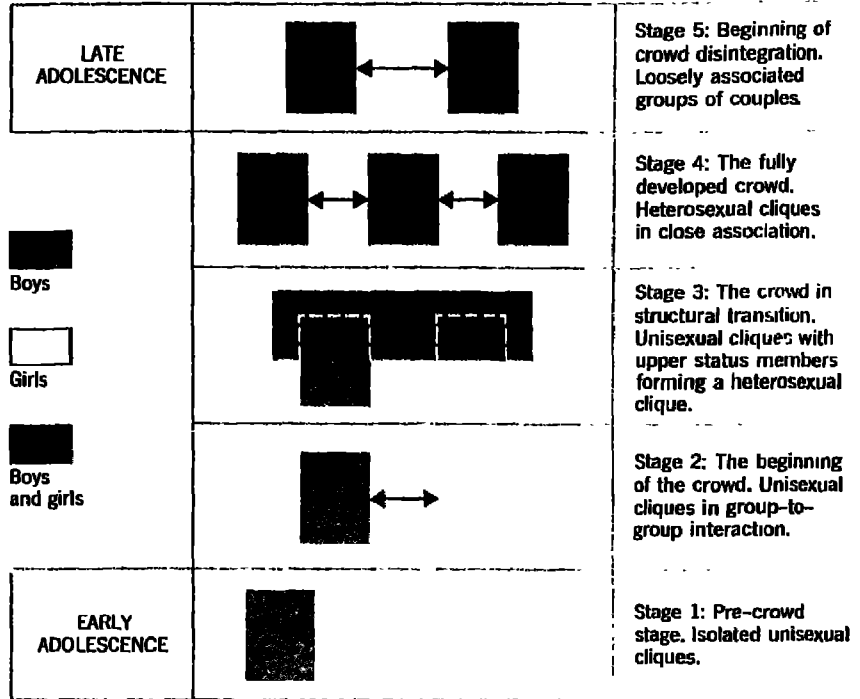 LATE
ADOLESCENCE
Stage 5: Beginning of
crowd disintegration.
Loosely associated
groups of couples
Stage 4: The fully
developed crowd.
Heterosexual cliques
in close association.
Boys
Girls
Boys
and girls
Stage 3: The crowd in
structural transition.
Unisexual cliques with
upper status members
forming a heterosexual
clique.
Stage 2: The beginning
of the crowd. Unisexual
cliques in group-to-
group interaction.
EARLY
ADOLESCENCE
Stage 1: Pre-crowd
stage. Isolated unisexual
cliques.